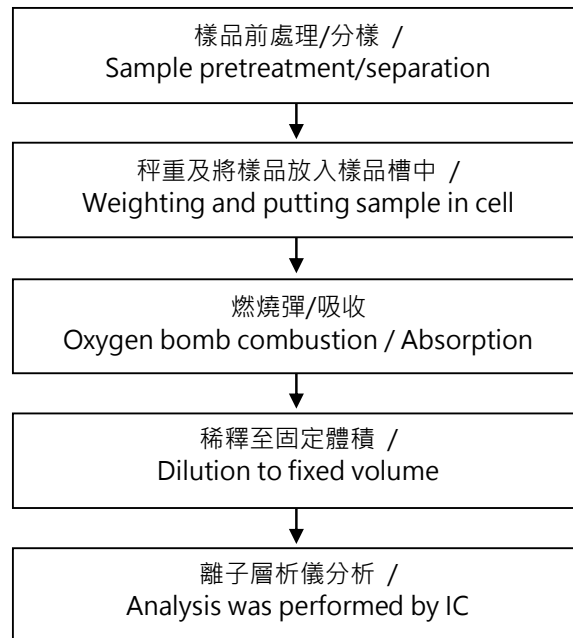 樣品前處理/分樣 /
Sample pretreatment/separation
秤重及將樣品放入樣品槽中 /
Weighting and putting sample in cell
燃燒彈/吸收
Oxygen bomb combustion / Absorption
稀釋至固定體積 /
Dilution to fixed volume
離子層析儀分析 /
Analysis was performed by IC